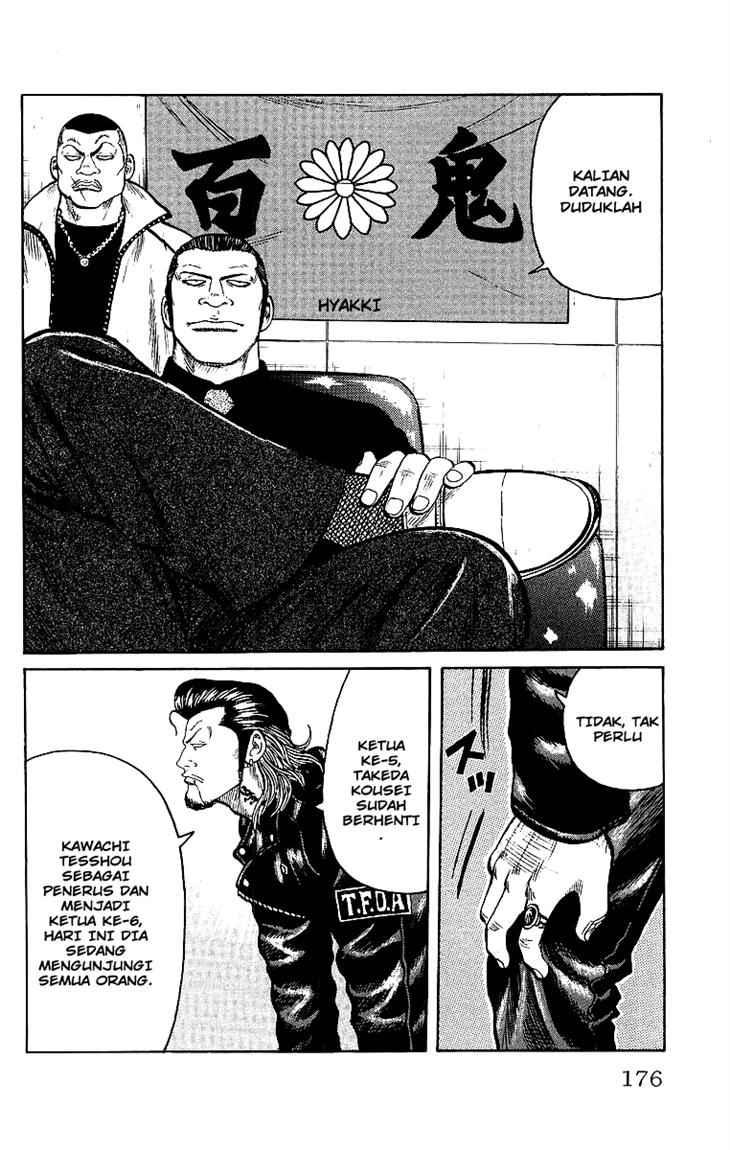 百鬼
KALIAN
DATANG.
DUDUKLAH
HYAKKI
TIDAK, TAK
PERLU
スッ
KETUA
KE-5,
TAKEDA
KOUSEI
SUDAH
BERHENTI
.
T.F.O.A
KAWACHI
TESSHOU
SEBAGAI
PENERUS DAN
MENJADI
KETUA KE-6,
HARI INI DIA
SEDANG
MENGUNJUNGI
SEMUA ORANG.
176